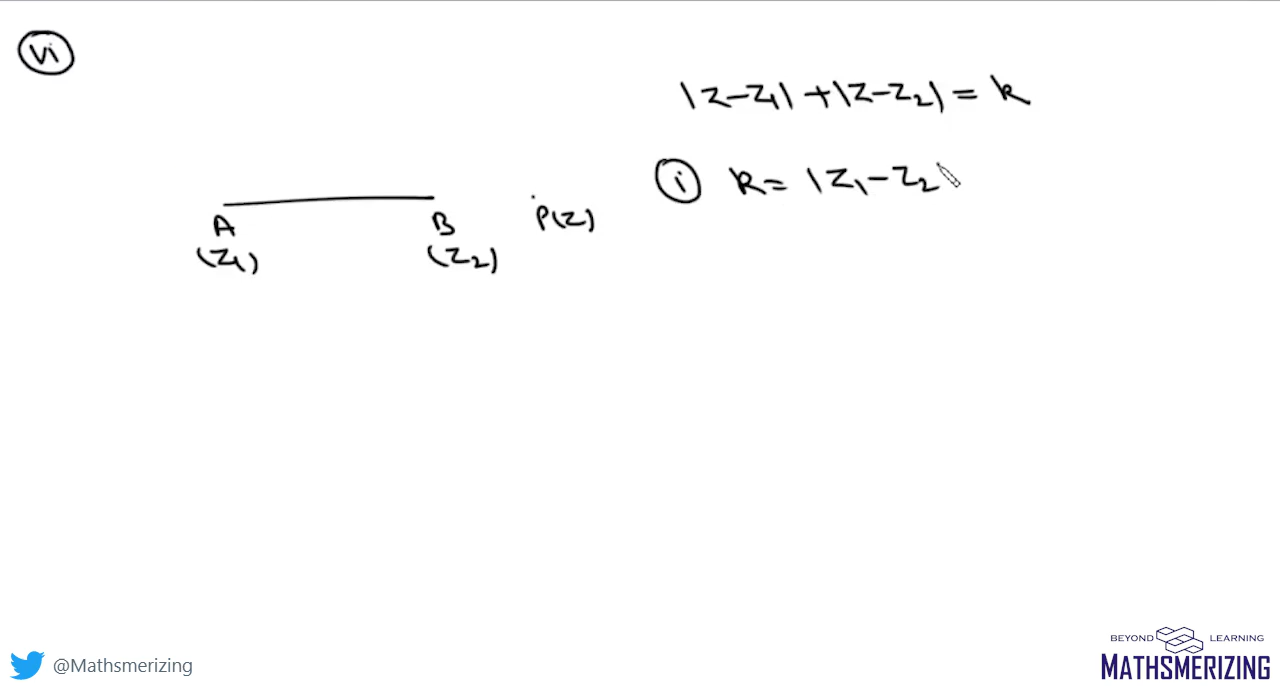 (vi)
|z-z₁| + |z-z₂| = k
(i) k = |z₁-z₂
A B P(z)
(z₁) (z₂)
@Mathsmerizing
BEYOND LEARNING
MATHSMERIZING